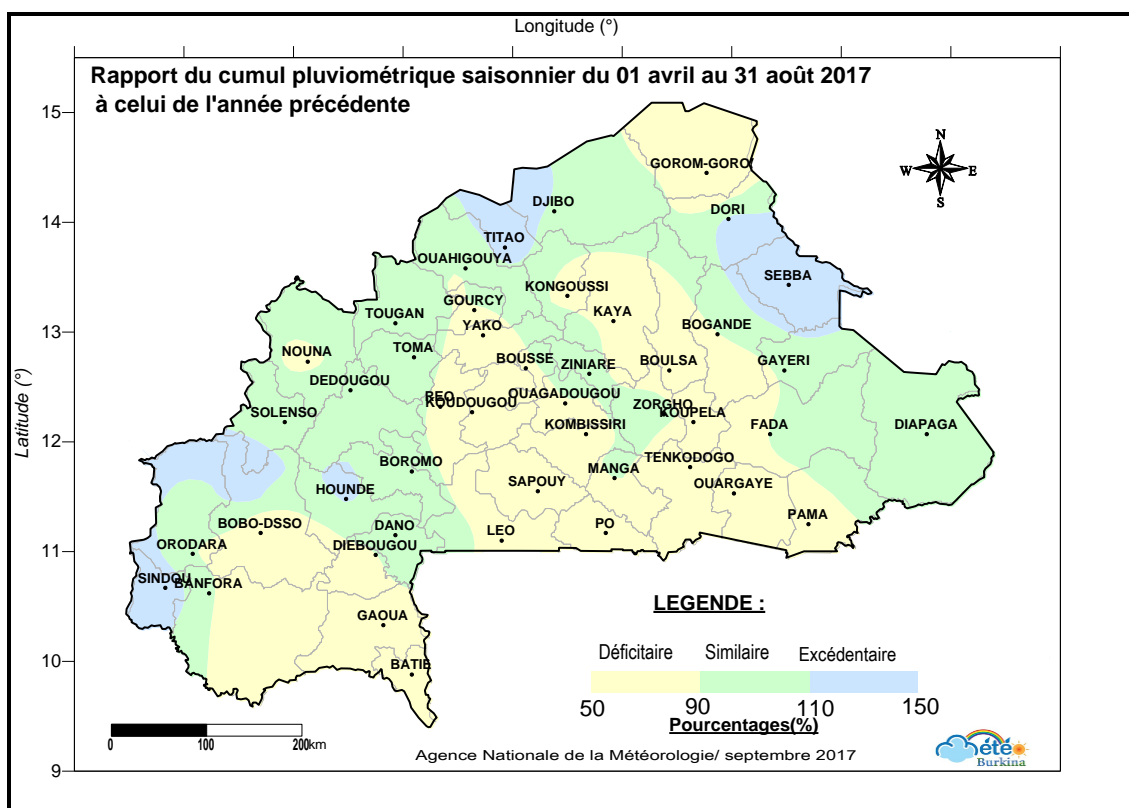 Longitude (°)
Rapport du cumul pluviométrique saisonnier du 01 avril au 31 août 2017
à celui de l'année précédente
15
14
13
12
11
10
9
Latitude (°)
N
W E
S
GOROM-GORO
DORI
DJIBO
TITAO
SEBBA
OUAHIGOUYA
KONGOUSSI
GOURCY
KAYA
TOUGAN
BOGANDE
YAKO
TOMA
NOUNA
BOUSSE
ZINIARE
BOULSA
GAYERI
DEDOUGOU
REO
KOUDOUGOU
OUAGADOUGOU
ZORGHO
KOUPELA
SOLENSO
KOMBISSIRI
FADA
DIAPAGA
BOROMO
MANGA
TENKODOGO
HOUNDE
SAPOUY
OUARGAYE
BOBO-DSSO
DANO
LEO
PO
PAMA
ORODARA
DIEBOUGOU
SINDOU
BANFORA
GAOUA
BATIE
LEGENDE :
Déficitaire Similaire Excédentaire
50 90 110 150
Pourcentages(%)
0 100 200km
Agence Nationale de la Météorologie/ septembre 2017
été
Burkina